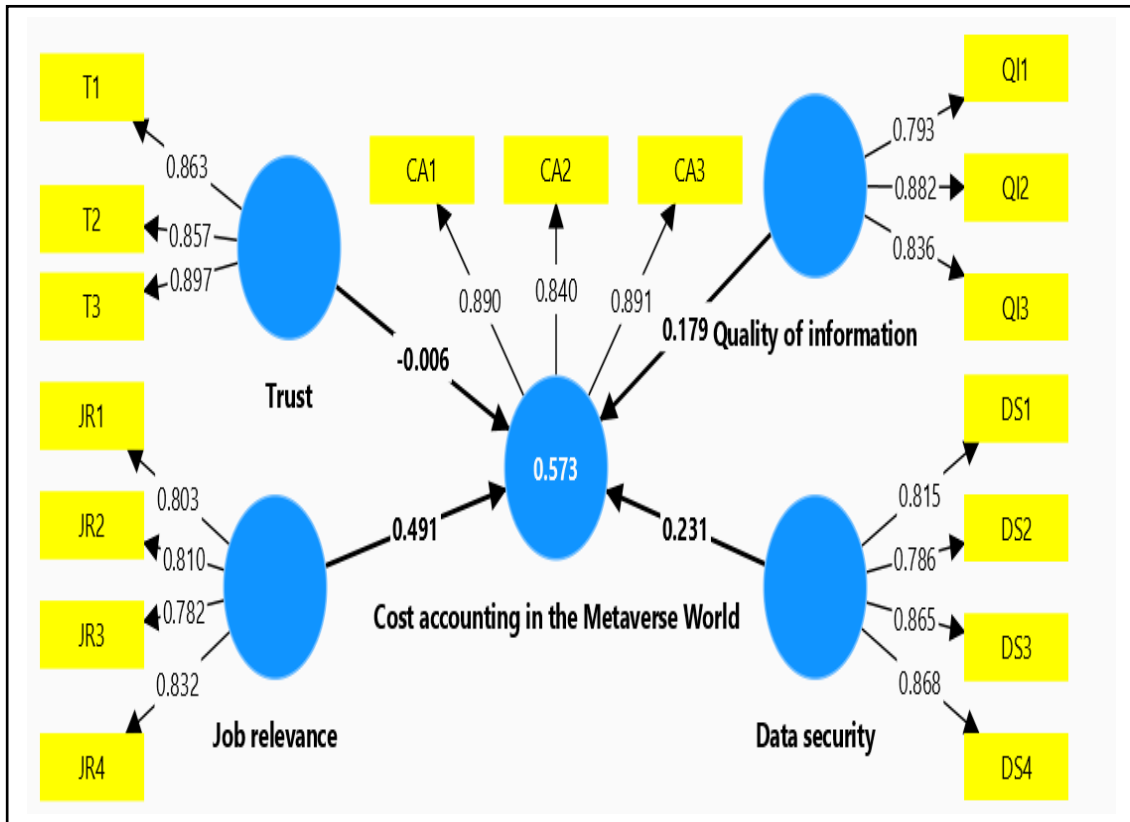 T1
0.863
T2
0.857
T3
0.897
Trust
-0.006
CA1
CA2
CA3
0.890
0.840
0.891
QI1
0.793
QI2
0.882
QI3
0.836
0.179
Quality of information
JR1
0.803
JR2
0.810
JR3
0.782
JR4
0.832
Job relevance
0.491
0.573
Cost accounting in the Metaverse World
0.231
DS1
0.815
DS2
0.786
DS3
0.865
DS4
0.868
Data security